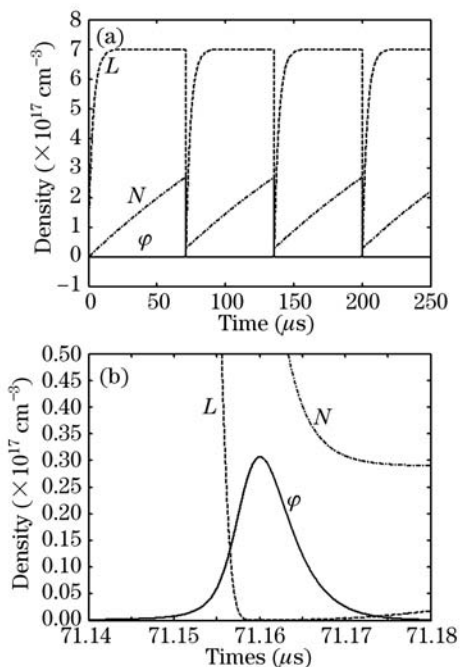 (a)
Density (×10¹⁷ cm⁻³)
8
7
6
5
4
3
2
1
0
−1
L
N
φ
0 50 100 150 200 250
Time (μs)
(b)
Density (×10¹⁷ cm⁻³)
0.50
0.45
0.40
0.35
0.30
0.25
0.20
0.15
0.10
0.05
0.00
L
N
φ
71.14 71.15 71.16 71.17 71.18
Times (μs)